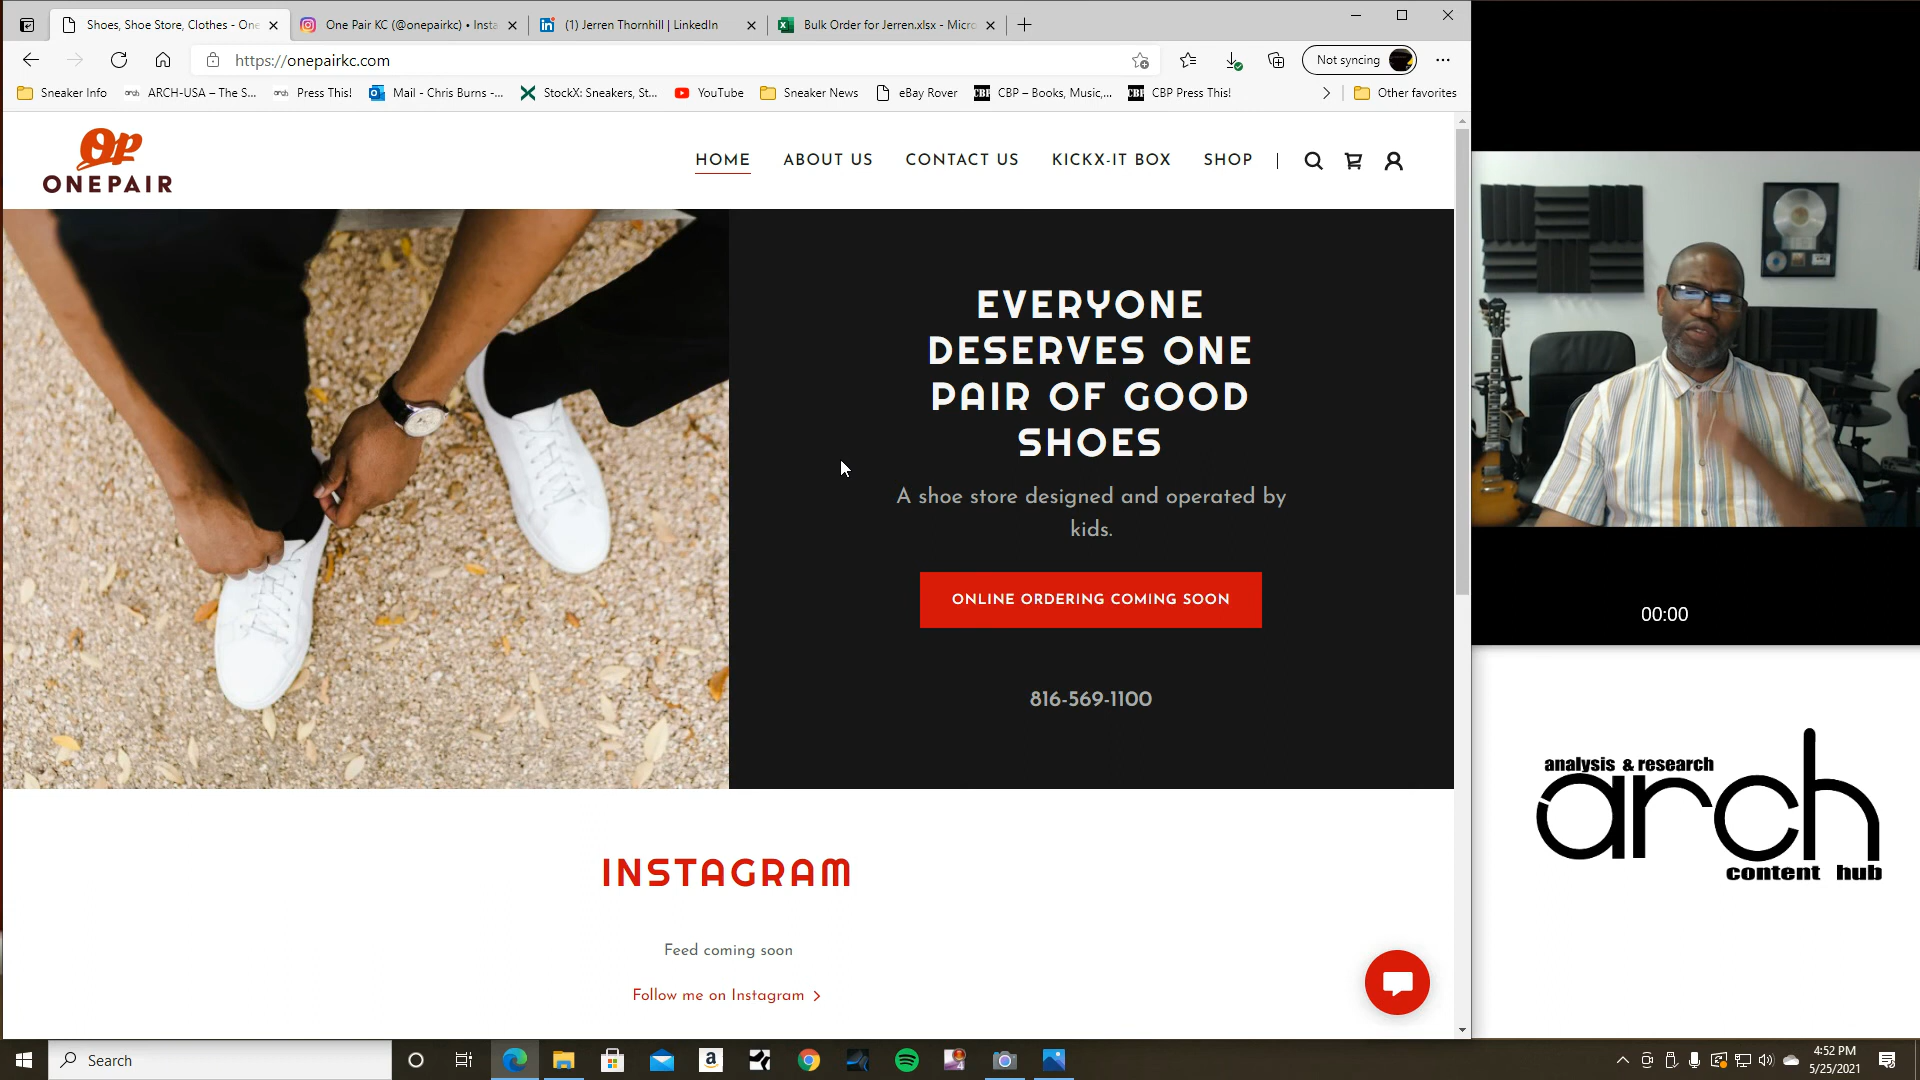 Shoes, Shoe Store, Clothes - One
One Pair KC (@onepairkc) • Insta
(1) Jerren Thornhill | LinkedIn
Bulk Order for Jerren.xlsx - Micro
https://onepairkc.com
Not syncing
Sneaker Info
ARCH-USA – The S...
Press This!
Mail - Chris Burns -...
StockX: Sneakers, St...
YouTube
Sneaker News
eBay Rover
CBP – Books, Music,...
CBP Press This!
Other favorites
Op
ONEPAIR
HOME
ABOUT US
CONTACT US
KICKX-IT BOX
SHOP
EVERYONE
DESERVES ONE
PAIR OF GOOD
SHOES
A shoe store designed and operated by
kids.
ONLINE ORDERING COMING SOON
816-569-1100
INSTAGRAM
Feed coming soon
Follow me on Instagram
00:00
analysis & research
arch
content hub
Search
4:52 PM
5/25/2021